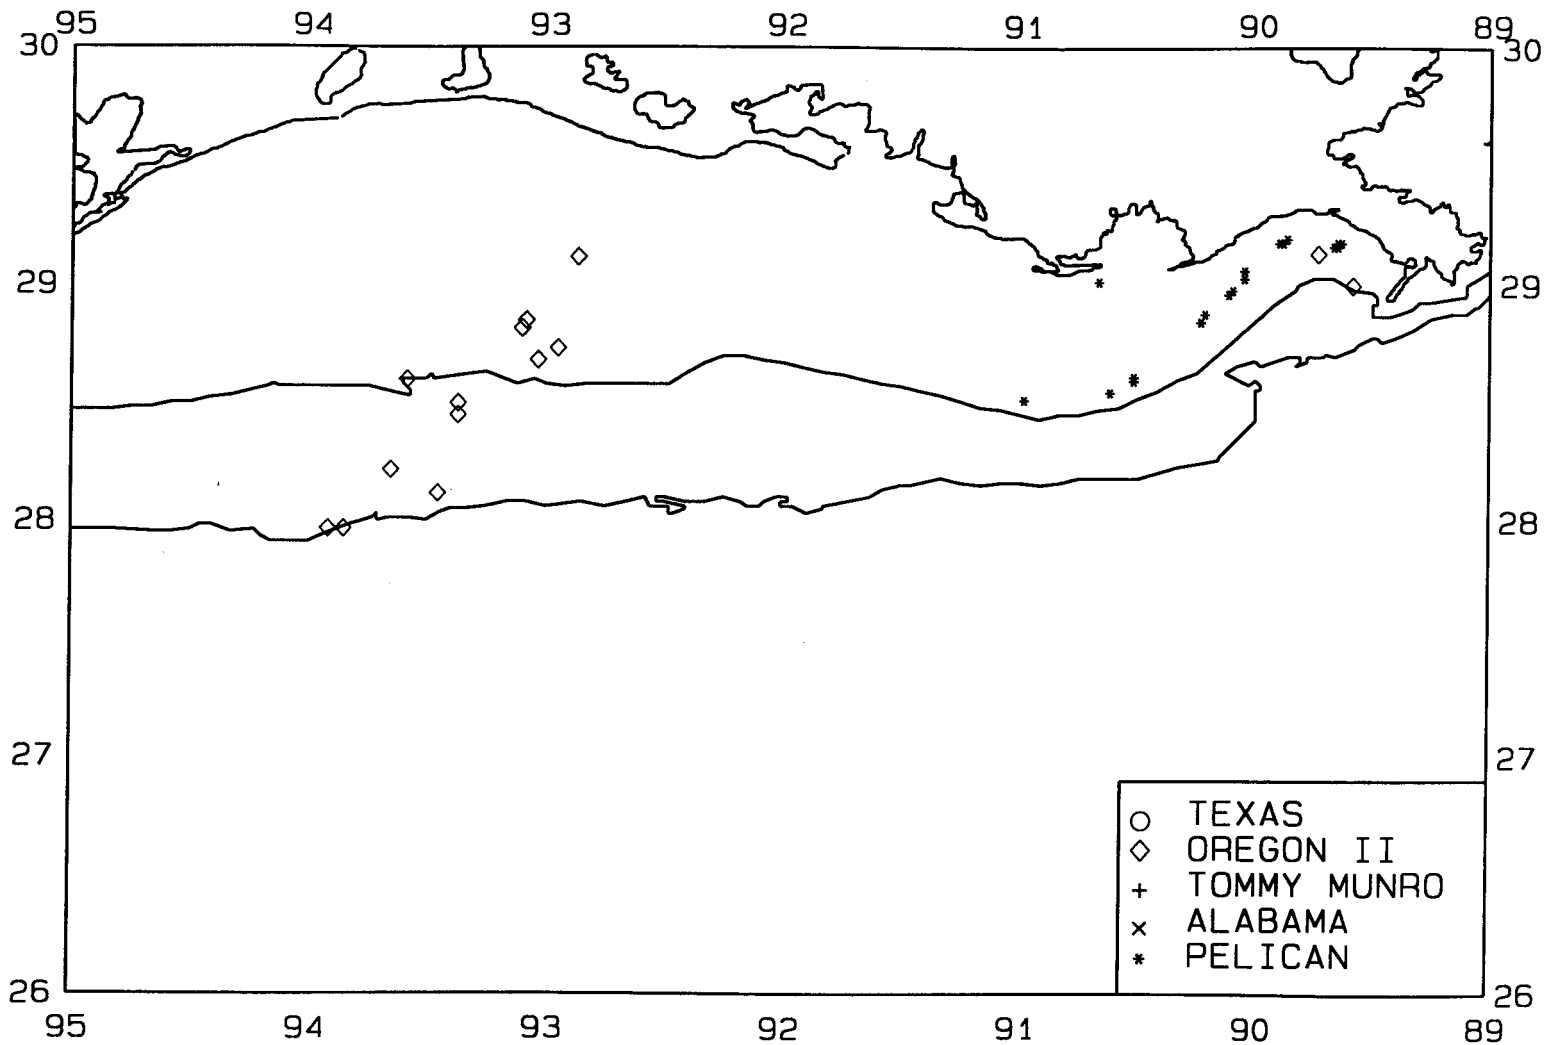 95 94 93 92 91 90 89
30 30
29 29
28 28
27 27
TEXAS
OREGON II
TOMMY MUNRO
ALABAMA
PELICAN
26 26
95 94 93 92 91 90 89